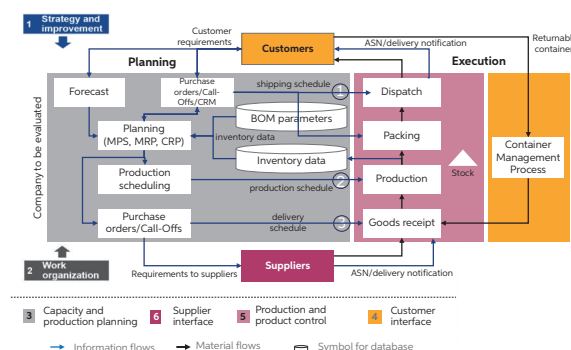 1 Strategy and
improvement
Customer
requirements
Customers
ASN/delivery notification
Returnable
container
Planning
Execution
Company to be evaluated
Forecast
Purchase
orders/Call-
Offs/CRM
shipping schedule
1
Dispatch
BOM parameters
Planning
(MPS, MRP, CRP)
inventory data
Packing
Inventory data
Container
Management
Process
Production
scheduling
production schedule
2
Production
Stock
Purchase
orders/Call-Offs
delivery
schedule
3
Goods receipt
2 Work
organization
Requirements to suppliers
Suppliers
ASN/delivery notification
3 Capacity and
production planning
6 Supplier
interface
5 Production and
product control
4 Customer
interface
Information flows
Material flows
Symbol for database